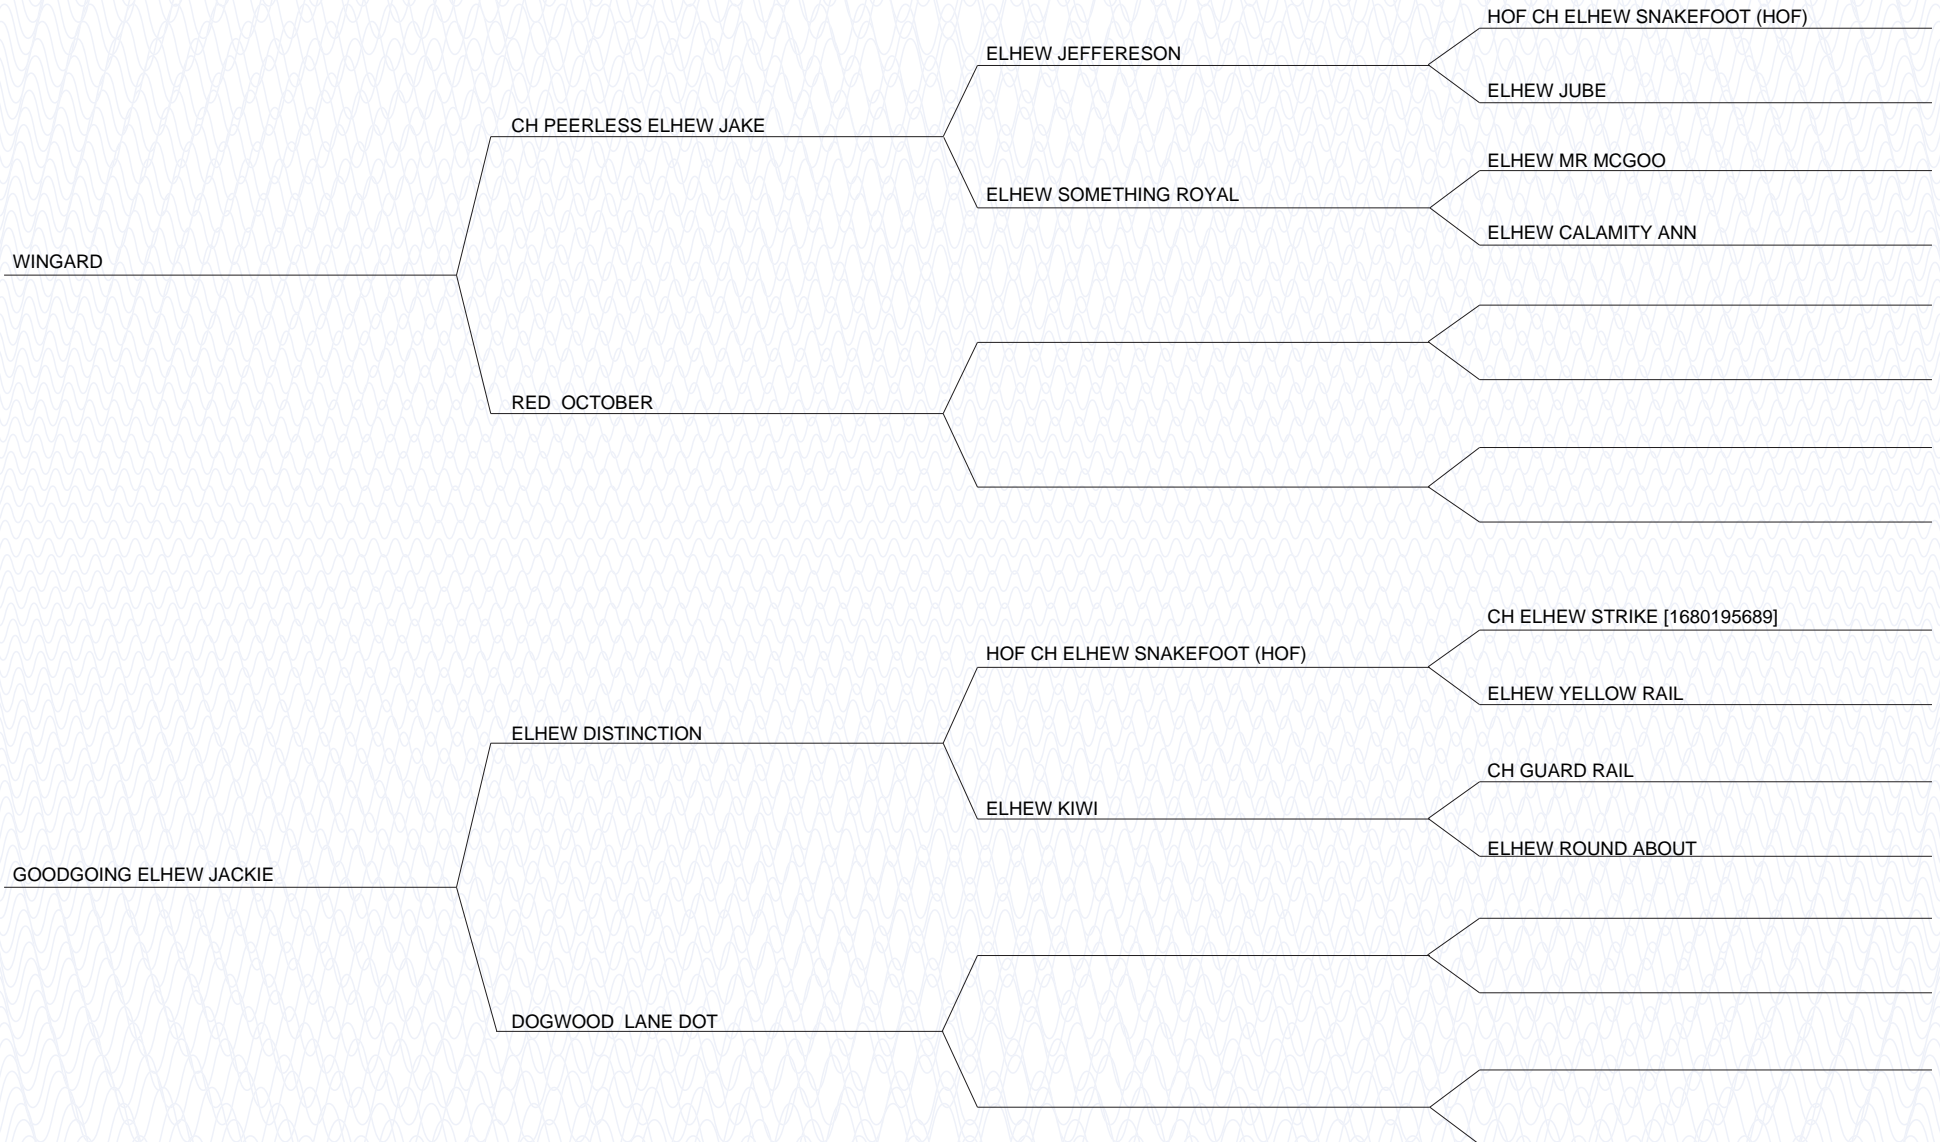 HOF CH ELHEW SNAKEFOOT (HOF)
ELHEW JEFFERESON
ELHEW JUBE
CH PEERLESS ELHEW JAKE
ELHEW MR MCGOO
ELHEW SOMETHING ROYAL
ELHEW CALAMITY ANN
WINGARD
RED  OCTOBER
CH ELHEW STRIKE [1680195689]
HOF CH ELHEW SNAKEFOOT (HOF)
ELHEW YELLOW RAIL
ELHEW DISTINCTION
CH GUARD RAIL
ELHEW KIWI
ELHEW ROUND ABOUT
GOODGOING ELHEW JACKIE
DOGWOOD  LANE DOT